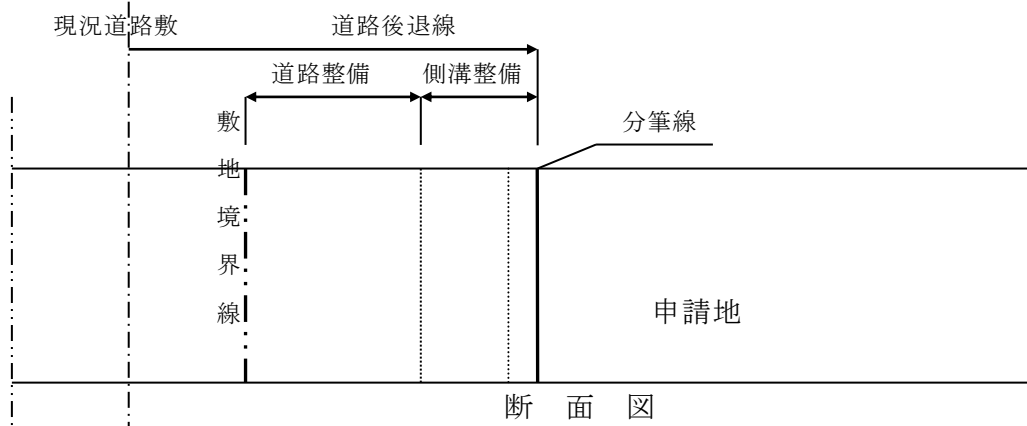 現況道路敷
道路後退線
道路整備
側溝整備
敷地境界線
分筆線
申請地
断面図